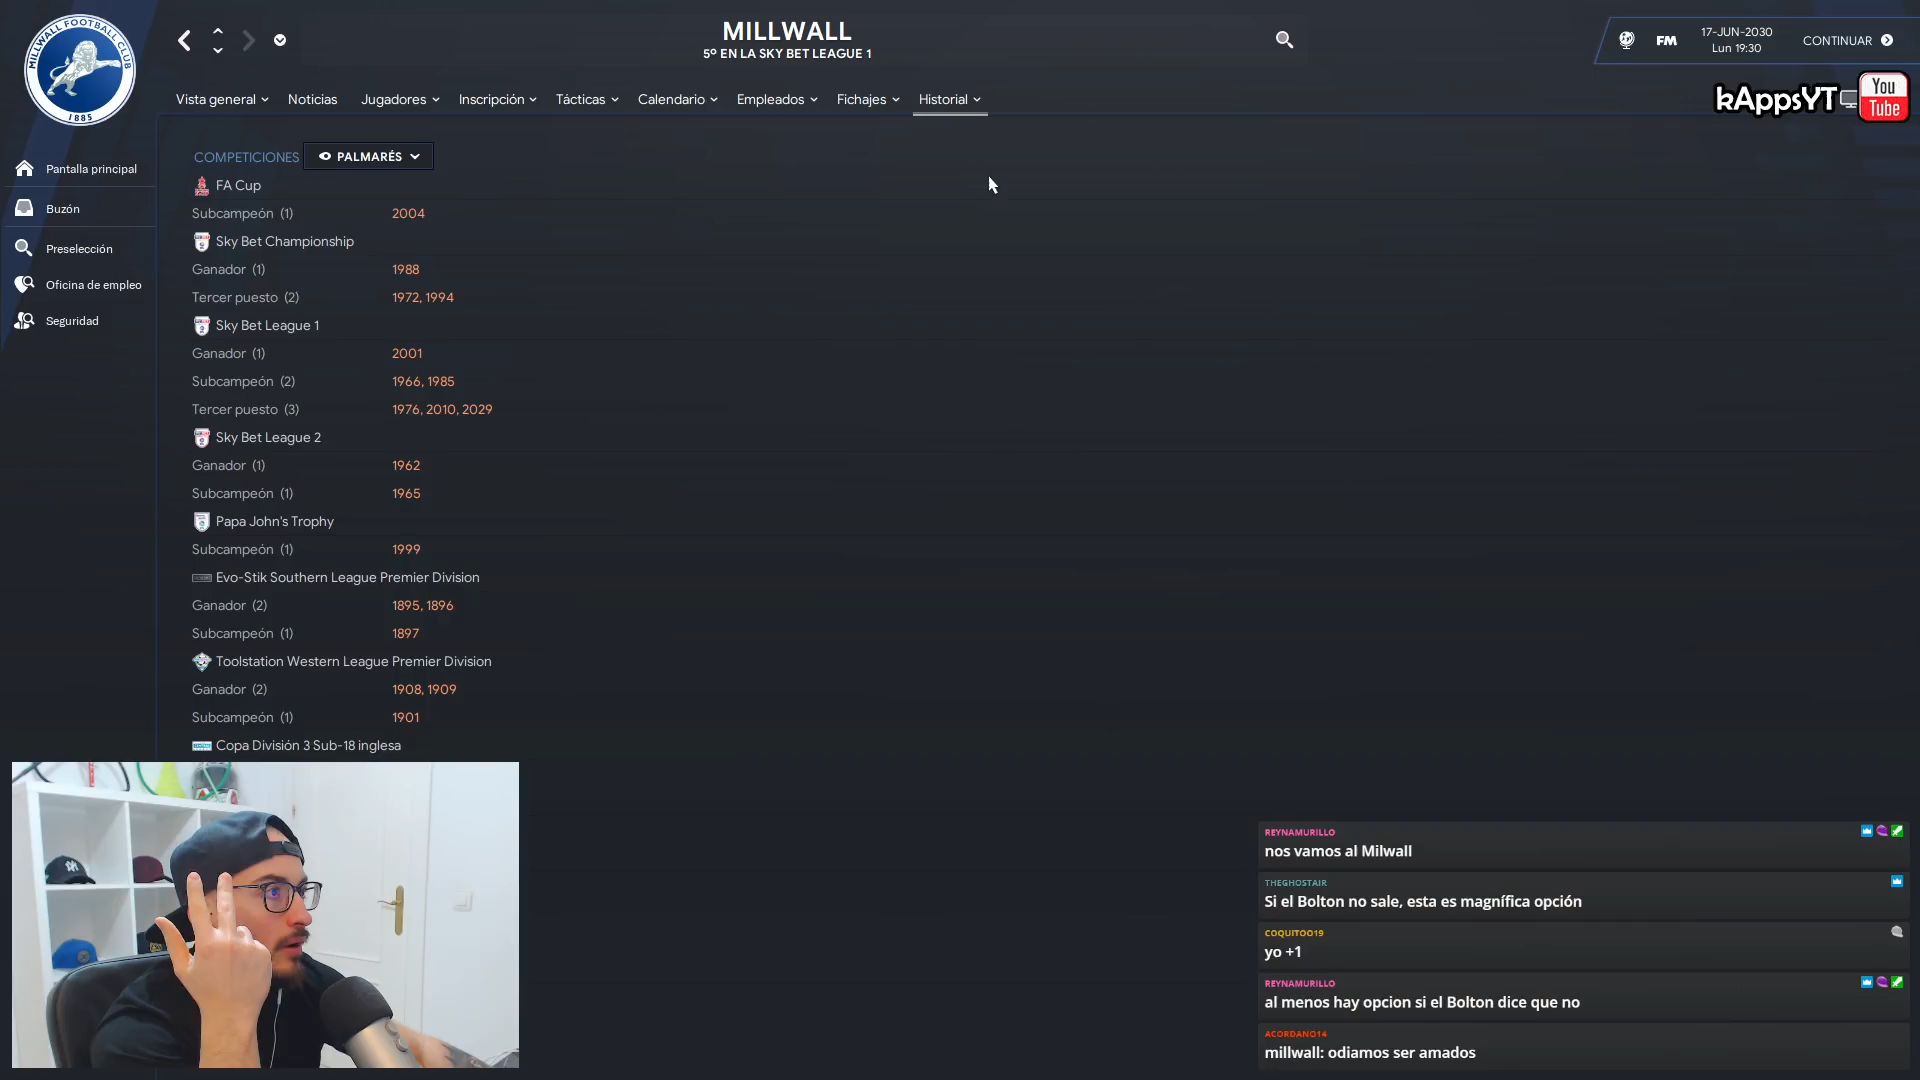 MILLWALL FOOTBALL CLUB
1885
MILLWALL
5º EN LA SKY BET LEAGUE 1
FM
17-JUN-2030
Lun 19:30
CONTINUAR
Vista general
Noticias
Jugadores
Inscripción
Tácticas
Calendario
Empleados
Fichajes
Historial
kAppsYT
You
Tube
Pantalla principal
Buzón
Preselección
Oficina de empleo
Seguridad
COMPETICIONES
PALMARÉS
FA Cup
Subcampeón (1) 2004
Sky Bet Championship
Ganador (1) 1988
Tercer puesto (2) 1972, 1994
Sky Bet League 1
Ganador (1) 2001
Subcampeón (2) 1966, 1985
Tercer puesto (3) 1976, 2010, 2029
Sky Bet League 2
Ganador (1) 1962
Subcampeón (1) 1965
Papa John's Trophy
Subcampeón (1) 1999
Evo-Stik Southern League Premier Division
Ganador (2) 1895, 1896
Subcampeón (1) 1897
Toolstation Western League Premier Division
Ganador (2) 1908, 1909
Subcampeón (1) 1901
Copa División 3 Sub-18 inglesa
REYNAMURILLO
nos vamos al Milwall
THEGHOSTAIR
Si el Bolton no sale, esta es magnífica opción
COQUITOO19
yo +1
REYNAMURILLO
al menos hay opcion si el Bolton dice que no
ACORDANO14
millwall: odiamos ser amados